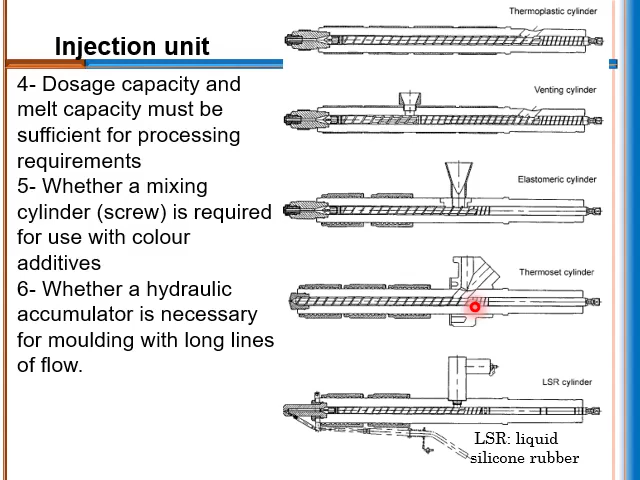 Injection unit
4- Dosage capacity and
melt capacity must be
sufficient for processing
requirements
5- Whether a mixing
cylinder (screw) is required
for use with colour
additives
6- Whether a hydraulic
accumulator is necessary
for moulding with long lines
of flow.
Thermoplastic cylinder
Venting cylinder
Elastomeric cylinder
Thermoset cylinder
LSR cylinder
LSR: liquid
silicone rubber